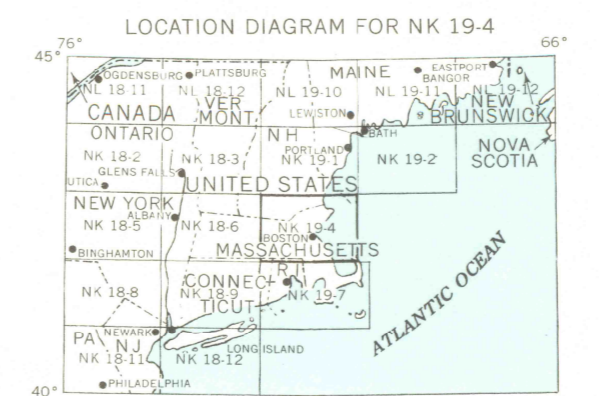 LOCATION DIAGRAM FOR NK 19-4
76° 66°
45°
OGDENSBURG PLATTSBURG MAINE EASTPORT
BANGOR
NL 18-11 NL 18-12 NL 19-10 NL 19-11 NL 19-12
CANADA VER NEW
MONT LEWISTON BRUNSWICK
ONTARIO NH BATH
PORTLAND NOVA
NK 18-2 NK 18-3 NK 19-1 NK 19-2 SCOTIA
GLENS FALLS
UTICA UNITED STATES
NEW YORK
ALBANY NK 19-4
NK 18-5 NK 18-6 BOSTON
BINGHAMTON MASSACHUSETTS
CONNEC- R I
NK 18-8 NK 18-9 NK 19-7
TICUT
ATLANTIC OCEAN
PA NEWARK
NJ LONG ISLAND
NK 18-11 NK 18-12
40° PHILADELPHIA